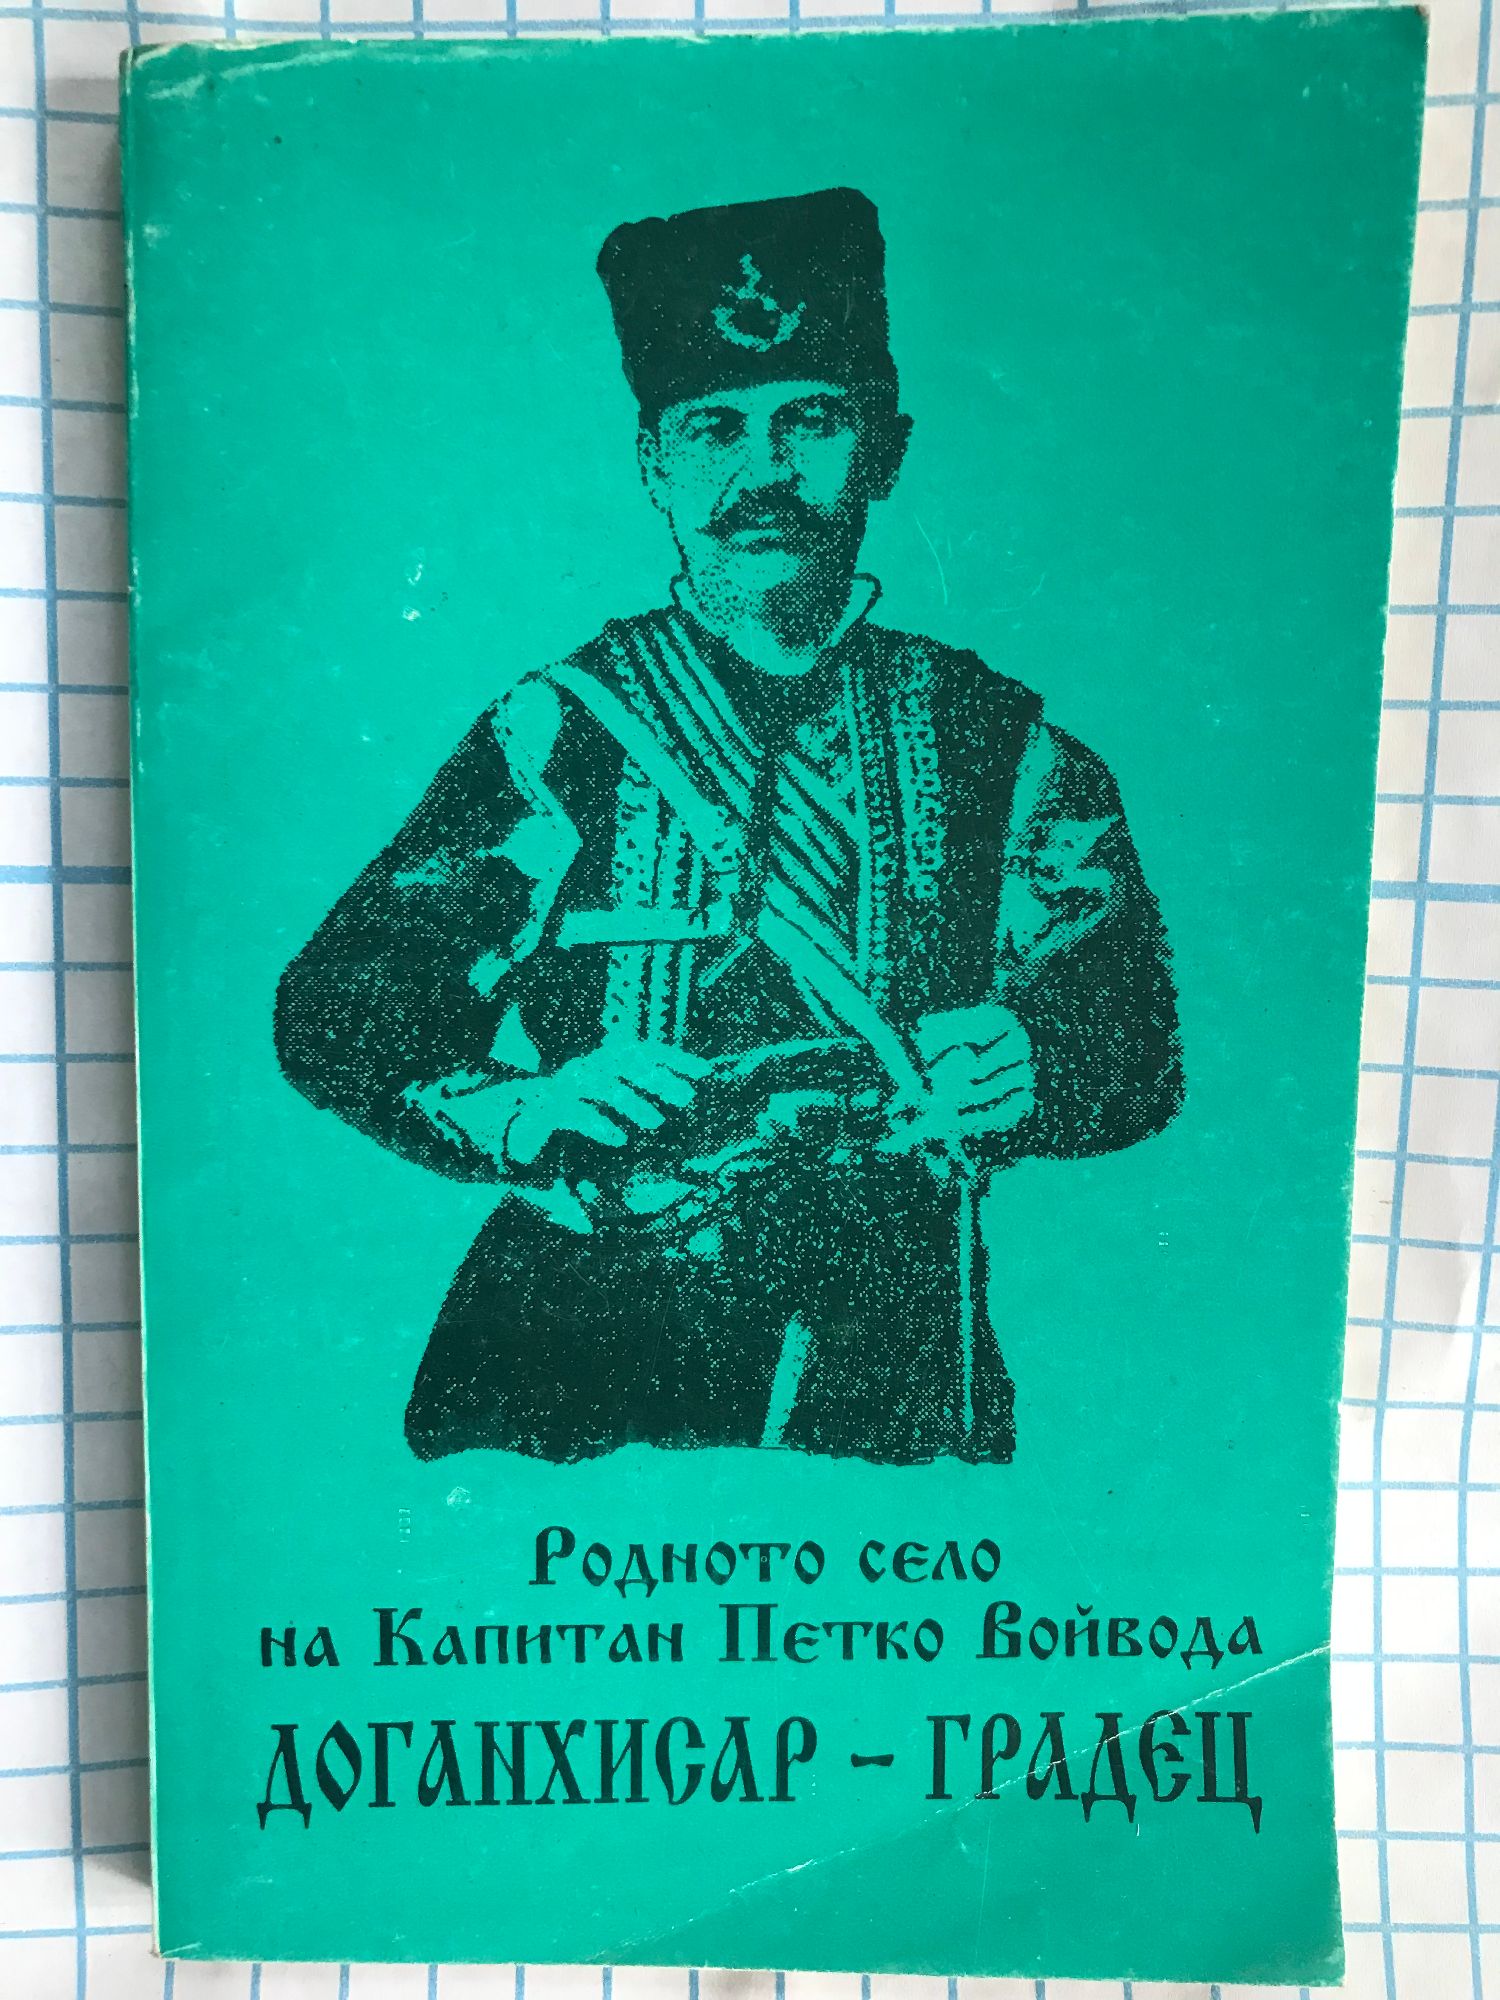 Родното село
на Капитан Петко Войвода
ДОГАНХИСАР – ГРАДЕЦ